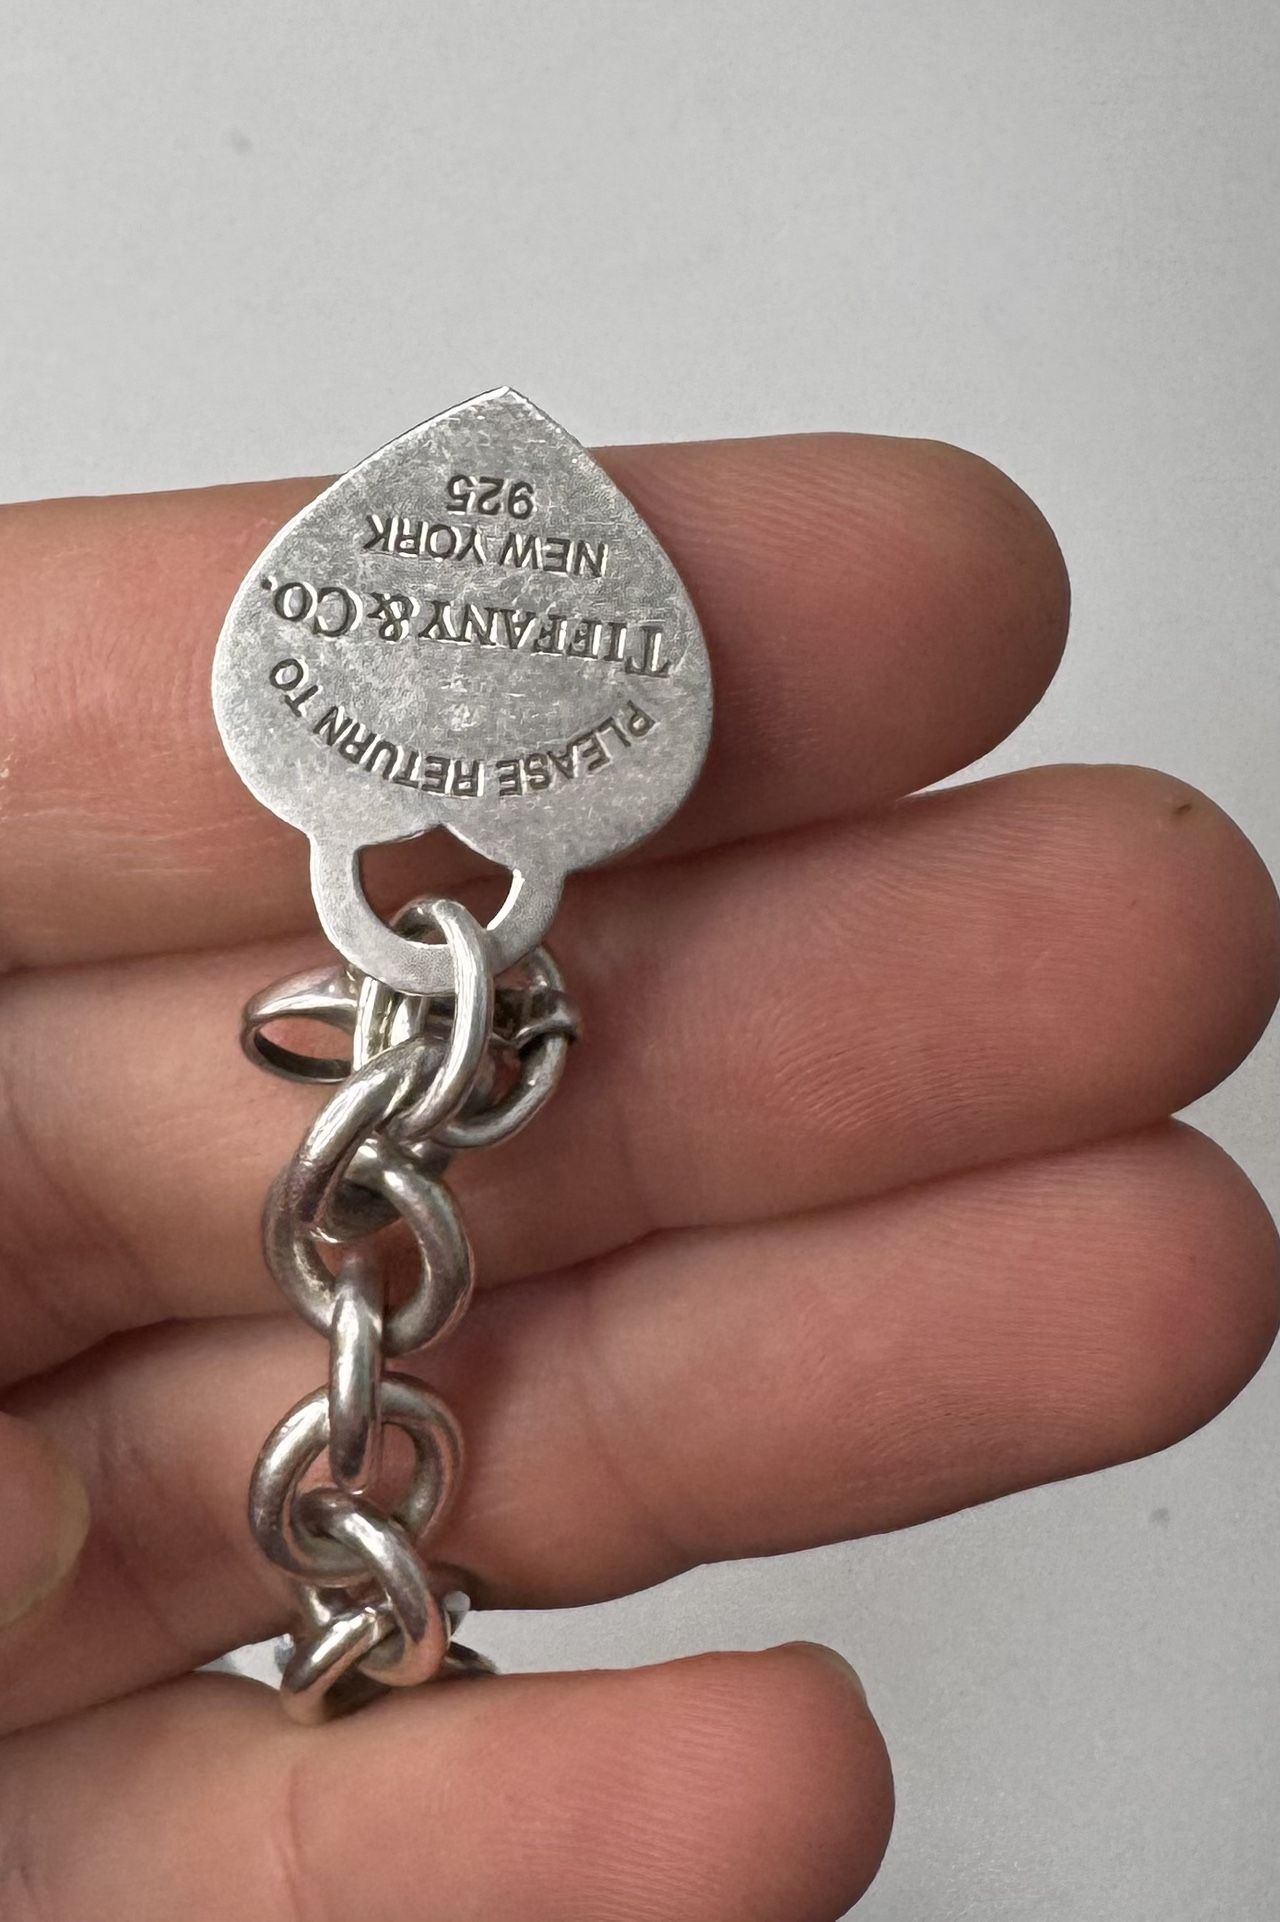 PLEASE RETURN TO
TIFFANY & CO.
NEW YORK
925